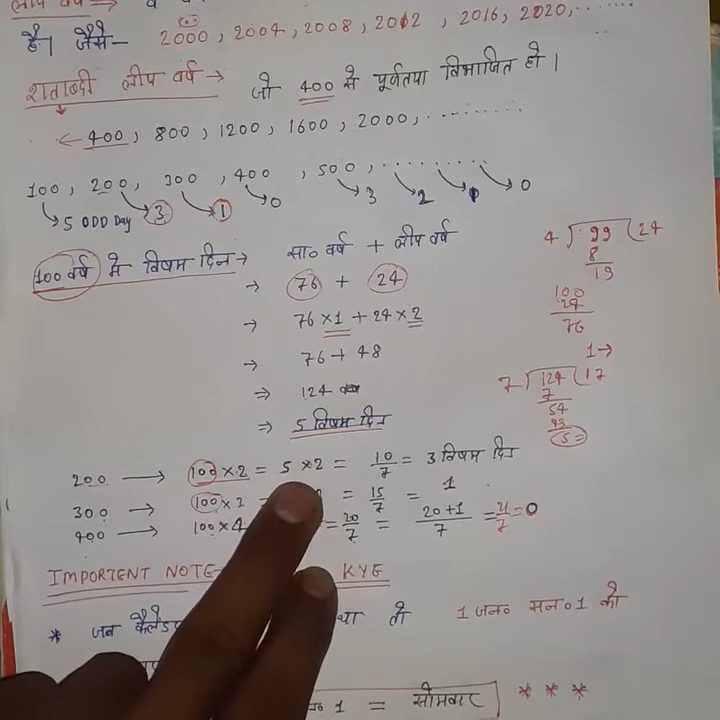 लीप वर्ष →
है। जैसे- 2000, 2004, 2008, 2012, 2016, 2020, ......
शताब्दी लीप वर्ष → जो 400 से पूर्णतया विभाजित हो।
← 400, 800, 1200, 1600, 2000, .........
100, 200, 300, 400, 500, ..........
5 ODD Day 3 1 0 3 2 1 0
100 वर्ष मे विषम दिन → सा० वर्ष + लीप वर्ष
→ 76 + 24
→ 76 × 1 + 24 × 2
→ 76 + 48
⇒ 124
⇒ 5 विषम दिन
4 ) 99 ( 24
8
19
100
24
76
1 →
7 ) 124 ( 17
7
54
49
5 =
200 → 100 × 2 = 5 × 2 = 10/7 = 3 विषम दिन
300 → 100 × = 15/7 = 1
400 → 100 × 4 = 20/7 = 20+1/7 = 21/7 = 0
IMPORTENT NOTE- KYE
* जब था तो 1 जन० सन०1 को
1 = सोमवार * * *